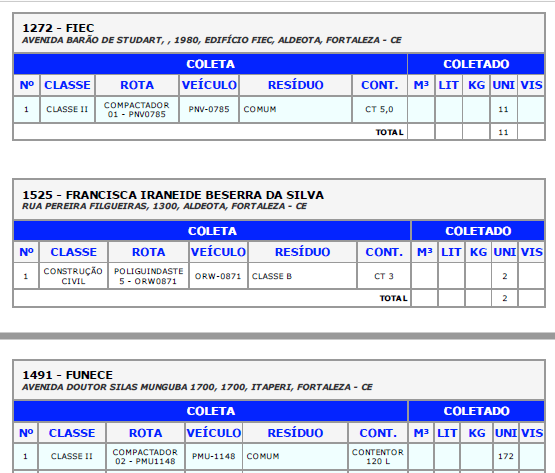 1272 - FIEC
AVENIDA BARÃO DE STUDART, , 1980, EDIFÍCIO FIEC, ALDEOTA, FORTALEZA - CE
COLETA COLETADO
Nº CLASSE ROTA VEÍCULO RESÍDUO CONT. M³ LIT KG UNI VIS
1 CLASSE II COMPACTADOR 01 - PNV0785 PNV-0785 COMUM CT 5,0 11
TOTAL 11
1525 - FRANCISCA IRANEIDE BESERRA DA SILVA
RUA PEREIRA FILGUEIRAS, 1300, ALDEOTA, FORTALEZA - CE
COLETA COLETADO
Nº CLASSE ROTA VEÍCULO RESÍDUO CONT. M³ LIT KG UNI VIS
1 CONSTRUÇÃO CIVIL POLIGUINDASTE 5 - ORW0871 ORW-0871 CLASSE B CT 3 2
TOTAL 2
1491 - FUNECE
AVENIDA DOUTOR SILAS MUNGUBA 1700, 1700, ITAPERI, FORTALEZA - CE
COLETA COLETADO
Nº CLASSE ROTA VEÍCULO RESÍDUO CONT. M³ LIT KG UNI VIS
1 CLASSE II COMPACTADOR 02 - PMU1148 PMU-1148 COMUM CONTENTOR 120 L 172